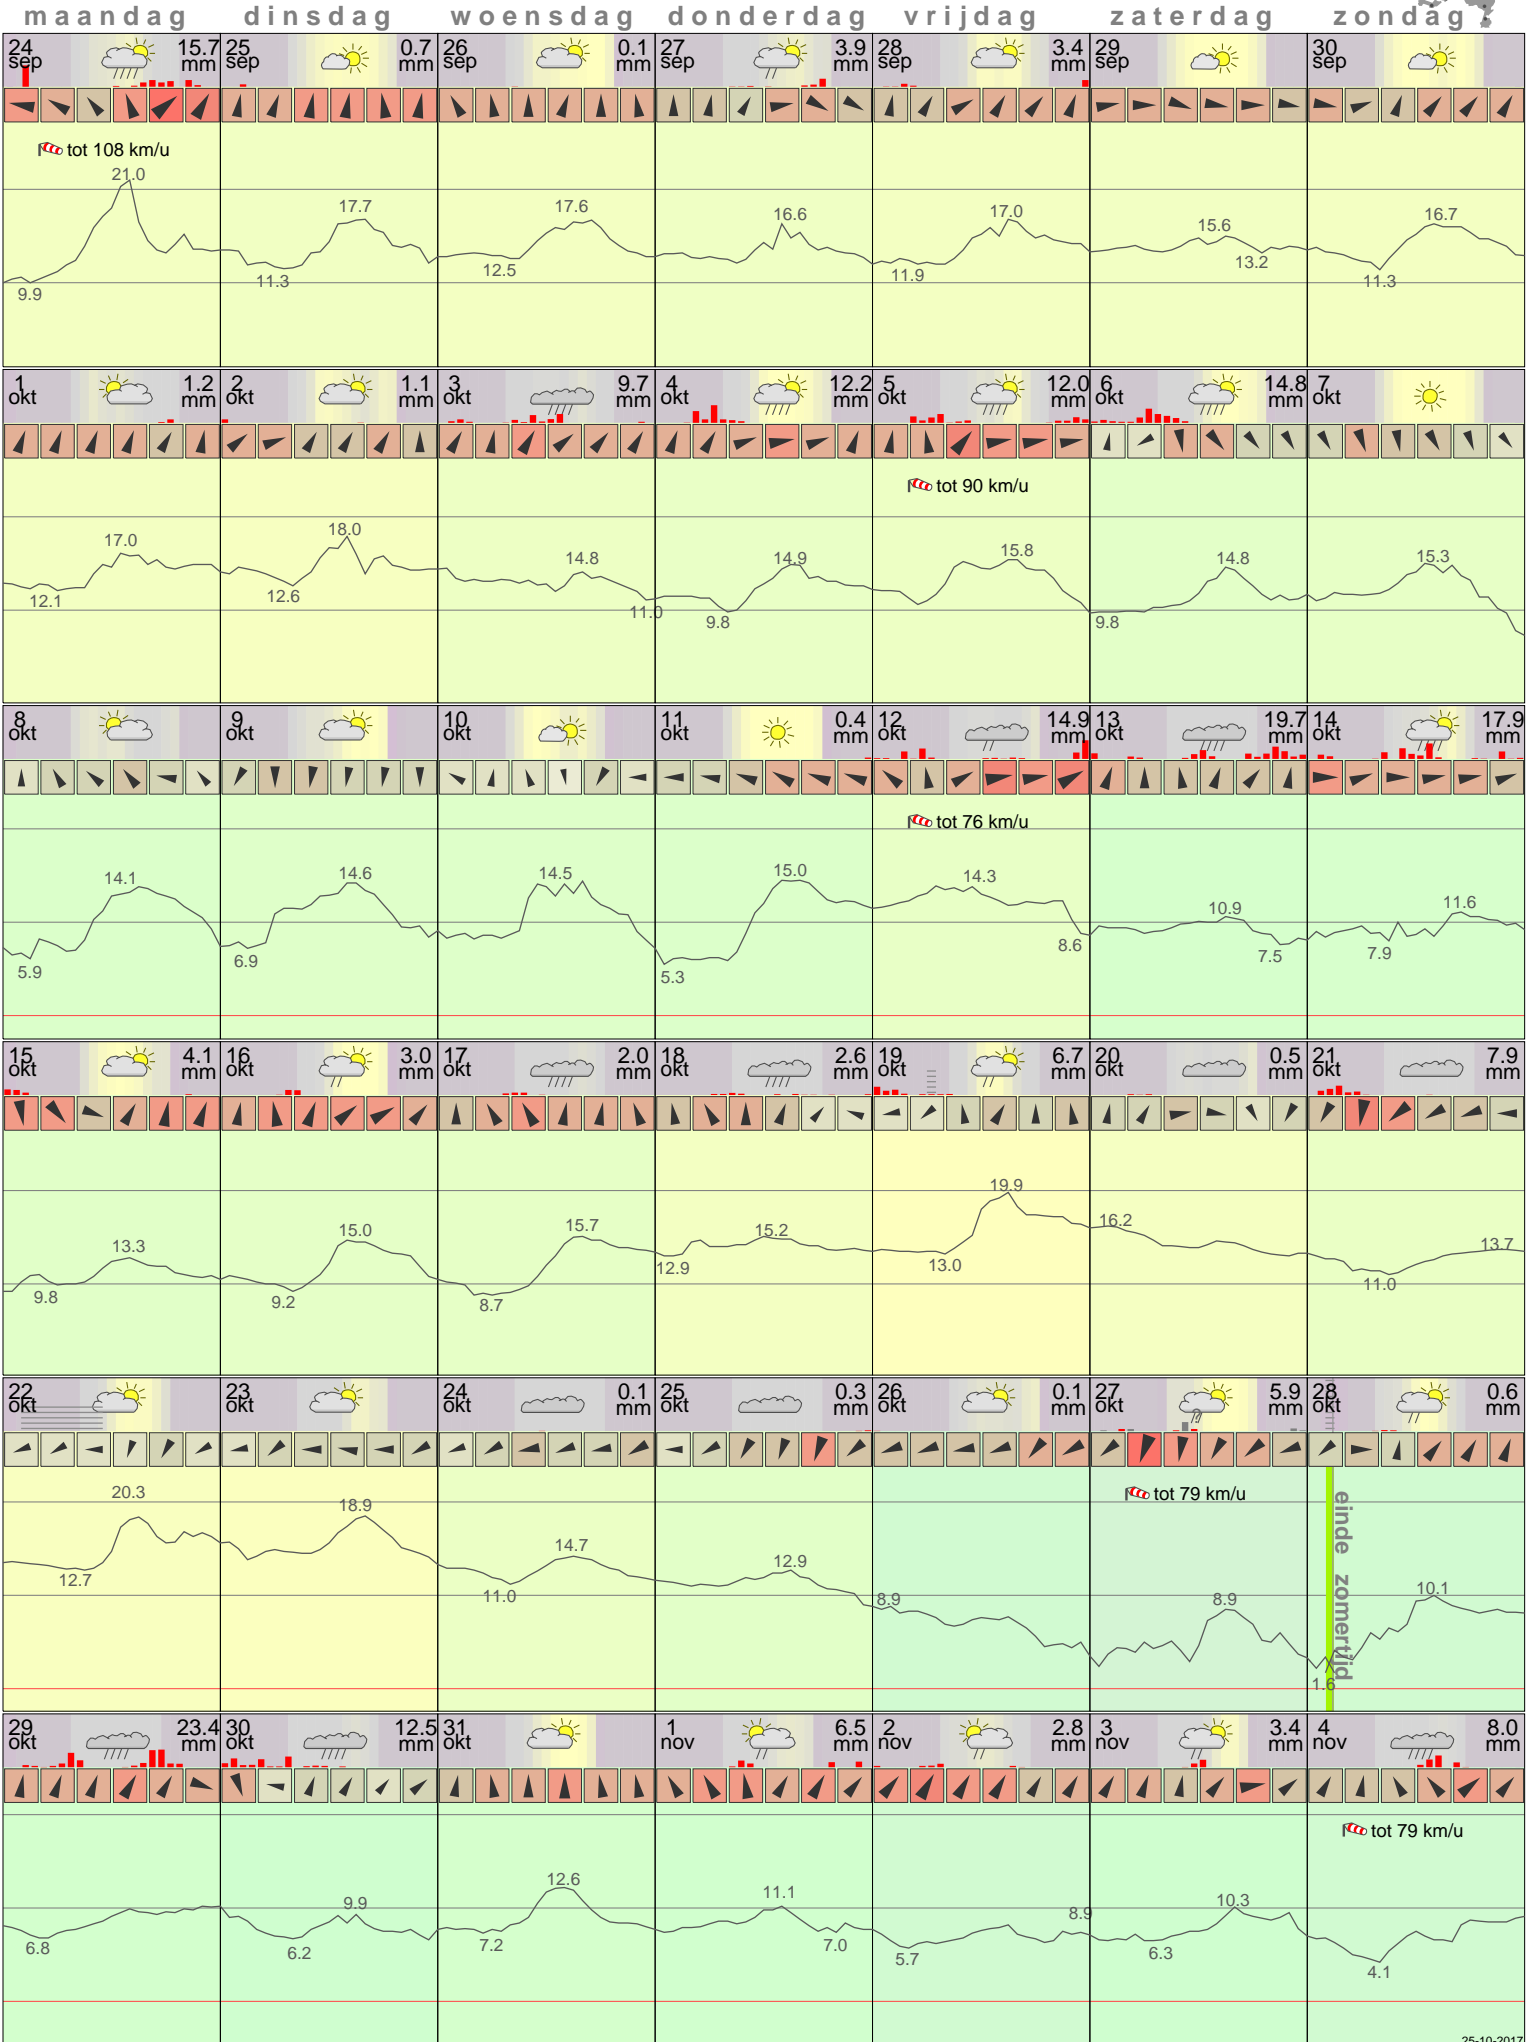 maandag dinsdag woensdag donderdag vrijdag zaterdag zondag
24 sep 15.7 mm 25 sep 0.7 mm 26 sep 0.1 mm 27 sep 3.9 mm 28 sep 3.4 mm 29 sep 30 sep
tot 108 km/u
21.0 17.7 17.6 16.6 17.0 15.6 16.7
9.9 11.3 12.5 11.9 13.2 11.3
1 okt 1.2 mm 2 okt 1.1 mm 3 okt 9.7 mm 4 okt 12.2 mm 5 okt 12.0 mm 6 okt 14.8 mm 7 okt
tot 90 km/u
17.0 18.0 14.8 14.9 15.8 14.8 15.3
12.1 12.6 11.0 9.8 9.8
8 okt 9 okt 10 okt 11 okt 0.4 mm 12 okt 14.9 mm 13 okt 19.7 mm 14 okt 17.9 mm
tot 76 km/u
14.1 14.6 14.5 15.0 14.3 10.9 11.6
5.9 6.9 5.3 8.6 7.5 7.9
15 okt 4.1 mm 16 okt 3.0 mm 17 okt 2.0 mm 18 okt 2.6 mm 19 okt 6.7 mm 20 okt 0.5 mm 21 okt 7.9 mm
13.3 15.0 15.7 15.2 19.9 16.2 13.7
9.8 9.2 8.7 12.9 13.0 11.0
22 okt 23 okt 24 okt 0.1 mm 25 okt 0.3 mm 26 okt 0.1 mm 27 okt 5.9 mm 28 okt 0.6 mm
?
tot 79 km/u
einde zomertijd
20.3 18.9 14.7 12.9 8.9 8.9 10.1
12.7 11.0 1.6
29 okt 23.4 mm 30 okt 12.5 mm 31 okt 1 nov 6.5 mm 2 nov 2.8 mm 3 nov 3.4 mm 4 nov 8.0 mm
tot 79 km/u
9.9 12.6 11.1 8.9 10.3
6.8 6.2 7.2 7.0 5.7 6.3 4.1
25-10-2017